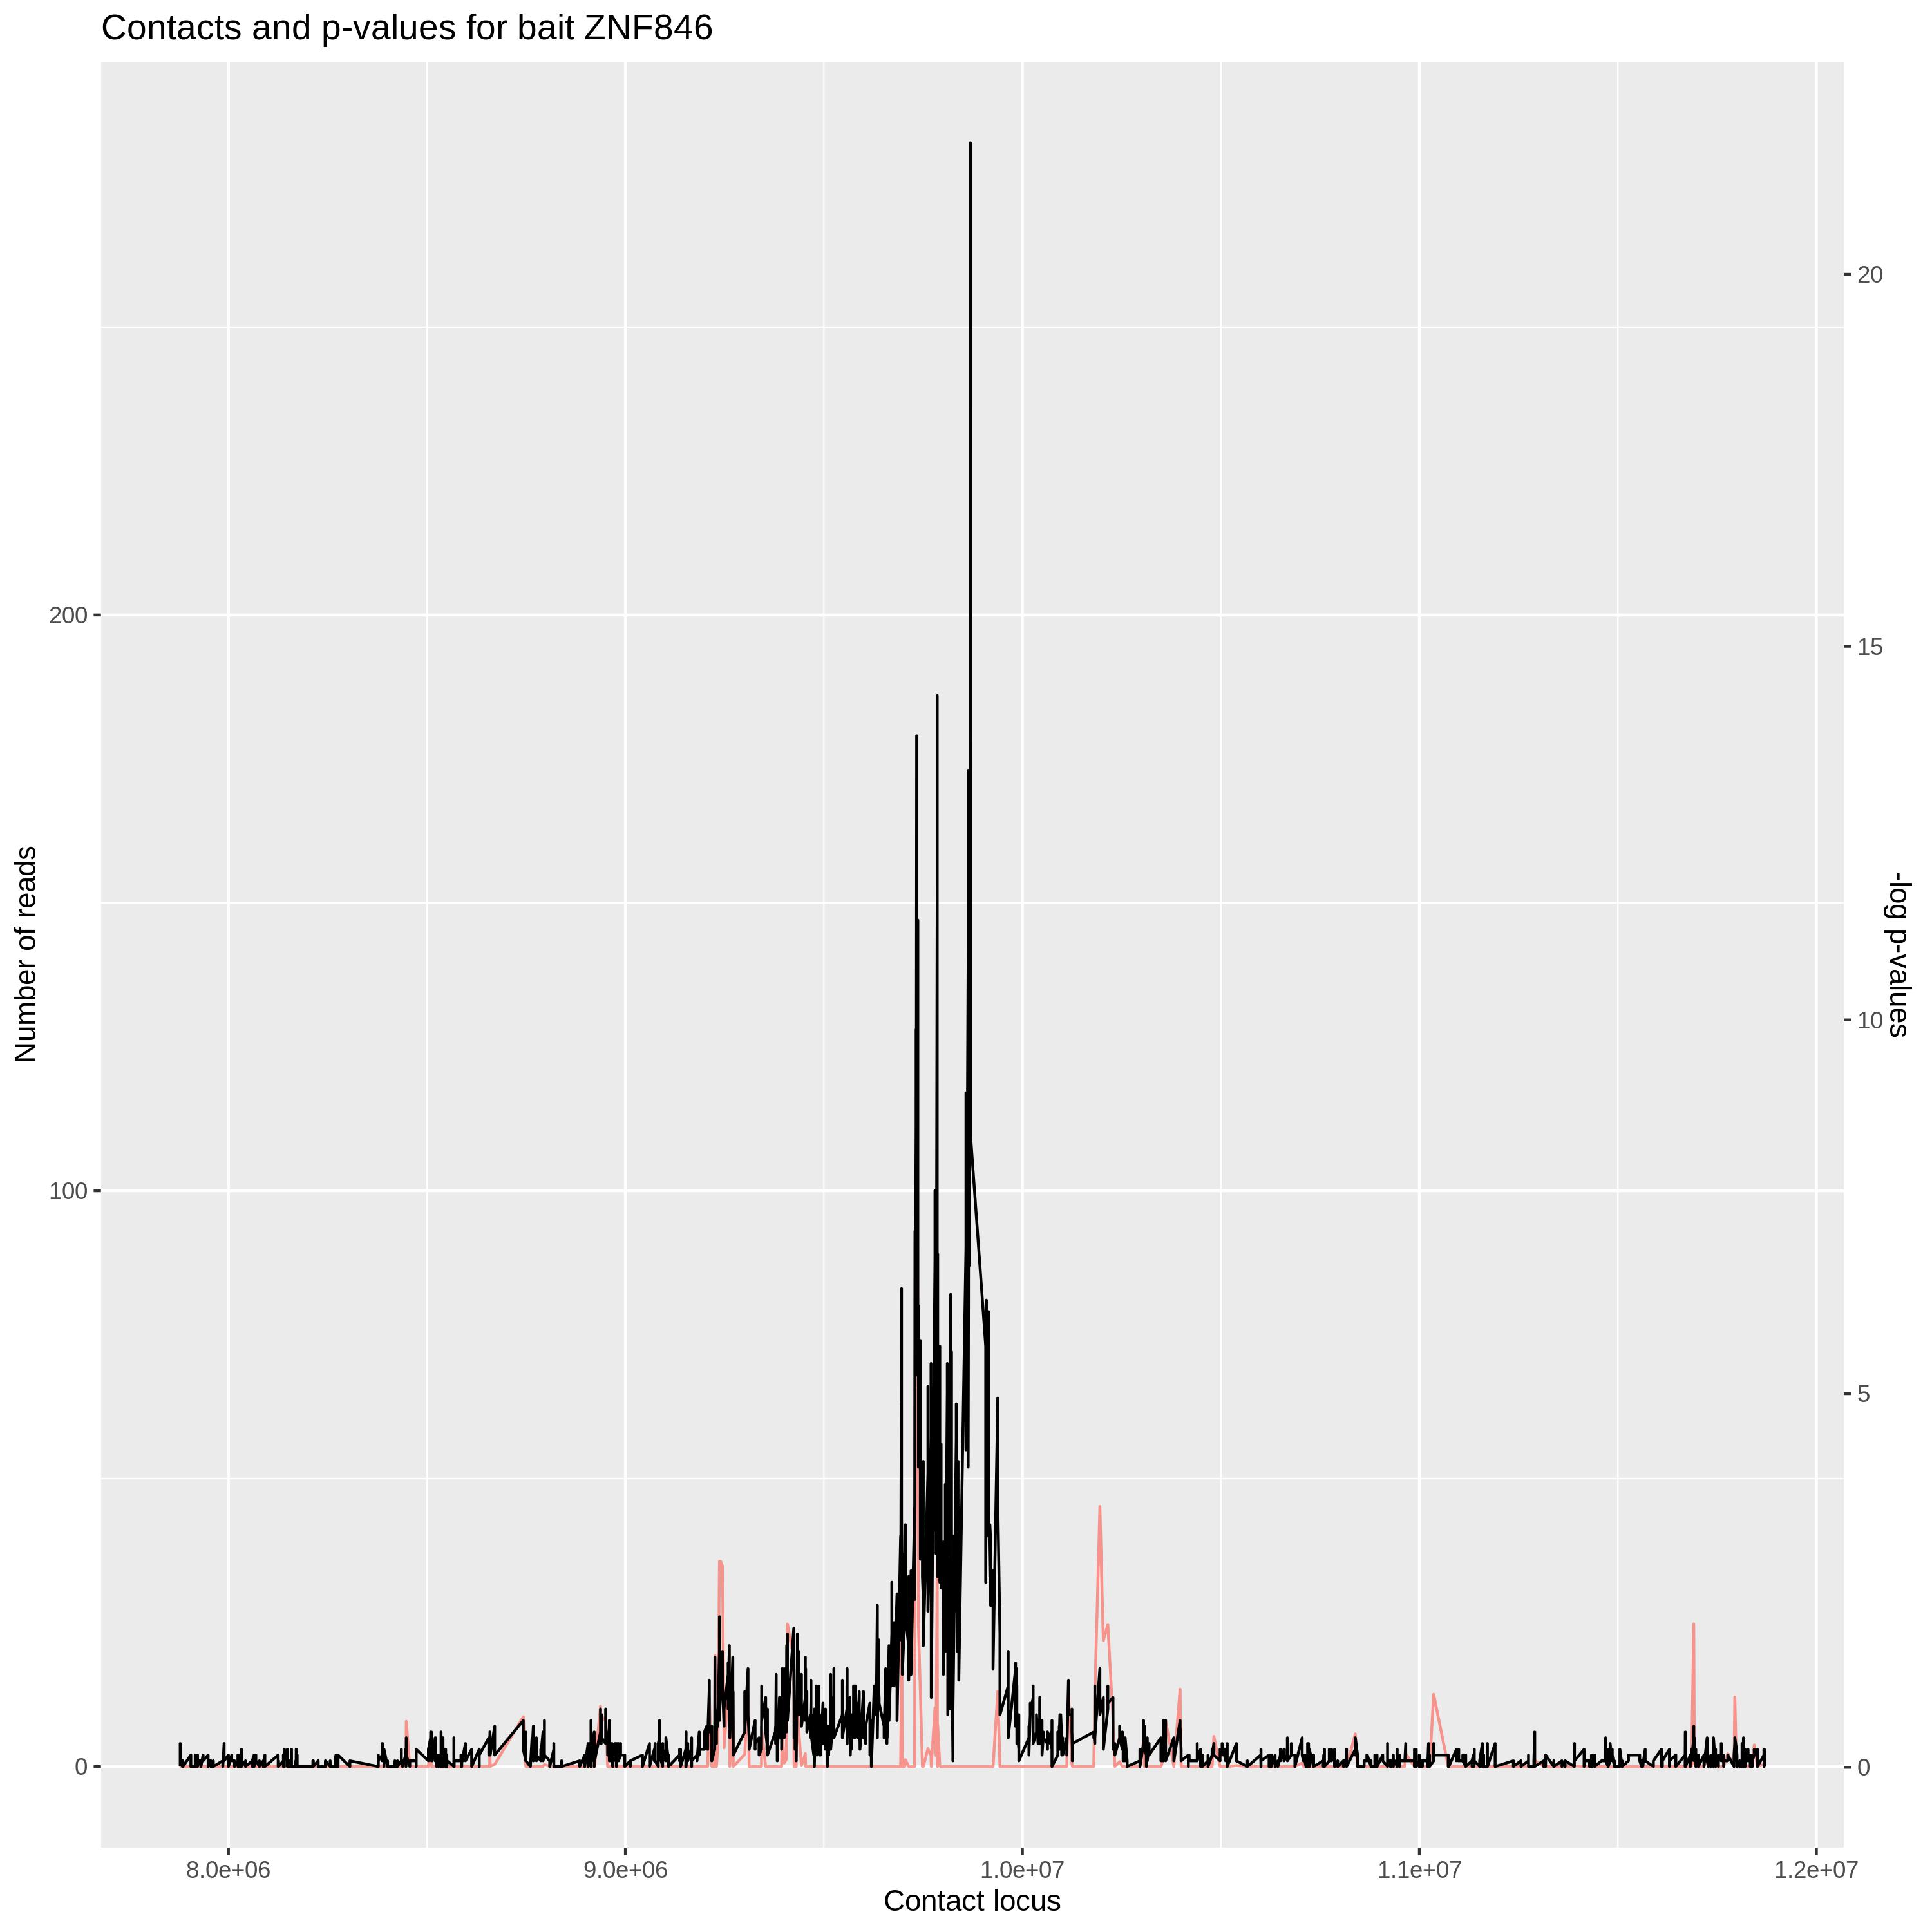 Contacts and p-values for bait ZNF846
Number of reads
200
100
0
20
15
10
5
0
-log p-values
8.0e+06
9.0e+06
1.0e+07
1.1e+07
1.2e+07
Contact locus